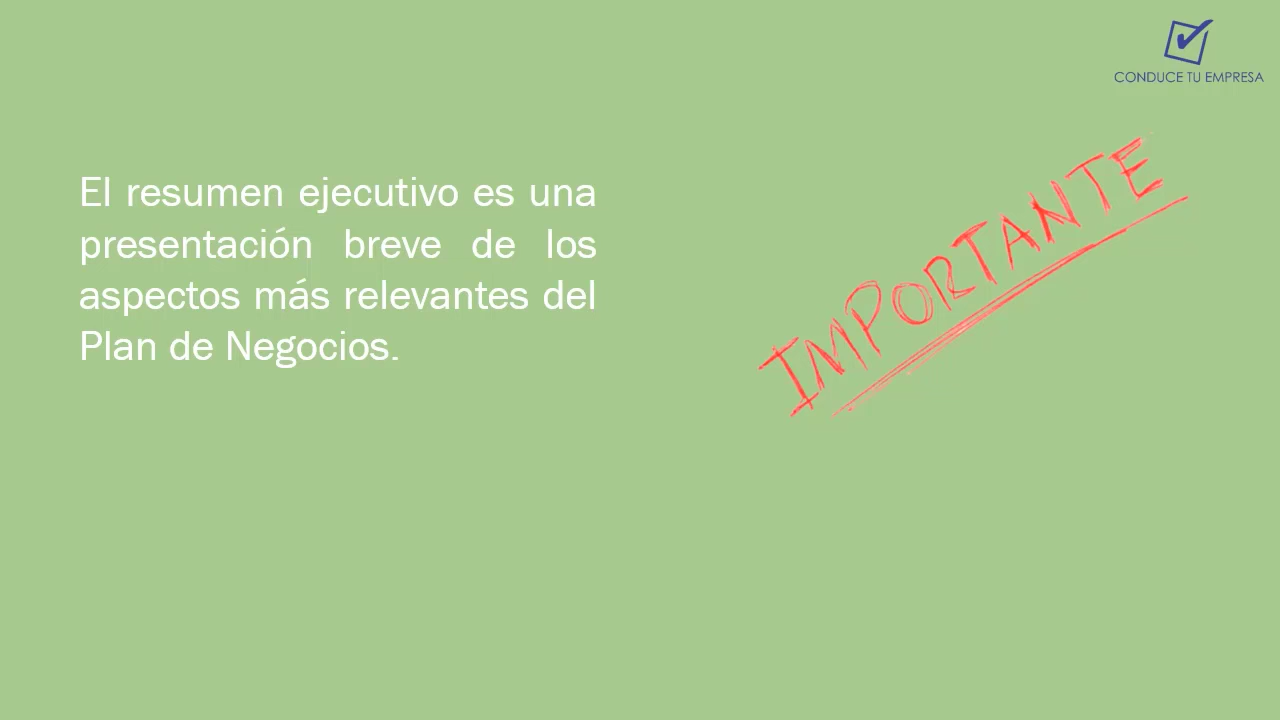 CONDUCE TU EMPRESA
El resumen ejecutivo es una
presentación breve de los
aspectos más relevantes del
Plan de Negocios.
IMPORTANTE